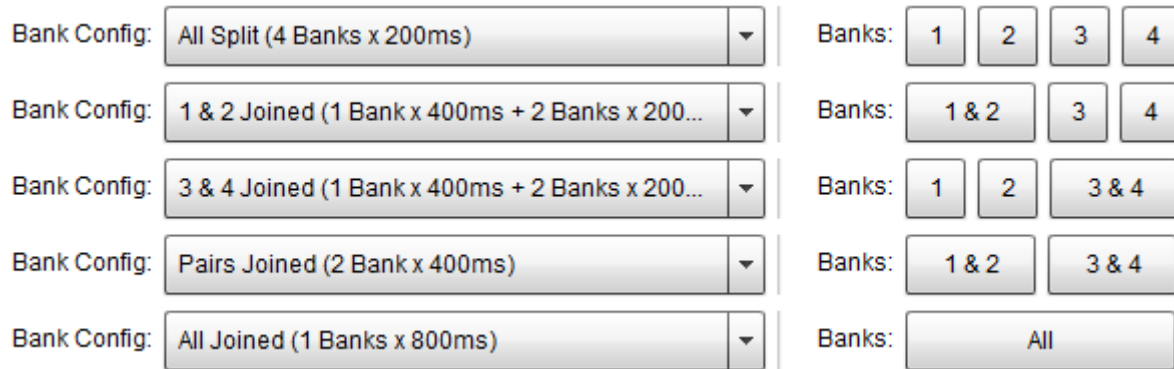 Bank Config: All Split (4 Banks x 200ms) Banks: 1 2 3 4
Bank Config: 1 & 2 Joined (1 Bank x 400ms + 2 Banks x 200... Banks: 1 & 2 3 4
Bank Config: 3 & 4 Joined (1 Bank x 400ms + 2 Banks x 200... Banks: 1 2 3 & 4
Bank Config: Pairs Joined (2 Bank x 400ms) Banks: 1 & 2 3 & 4
Bank Config: All Joined (1 Banks x 800ms) Banks: All